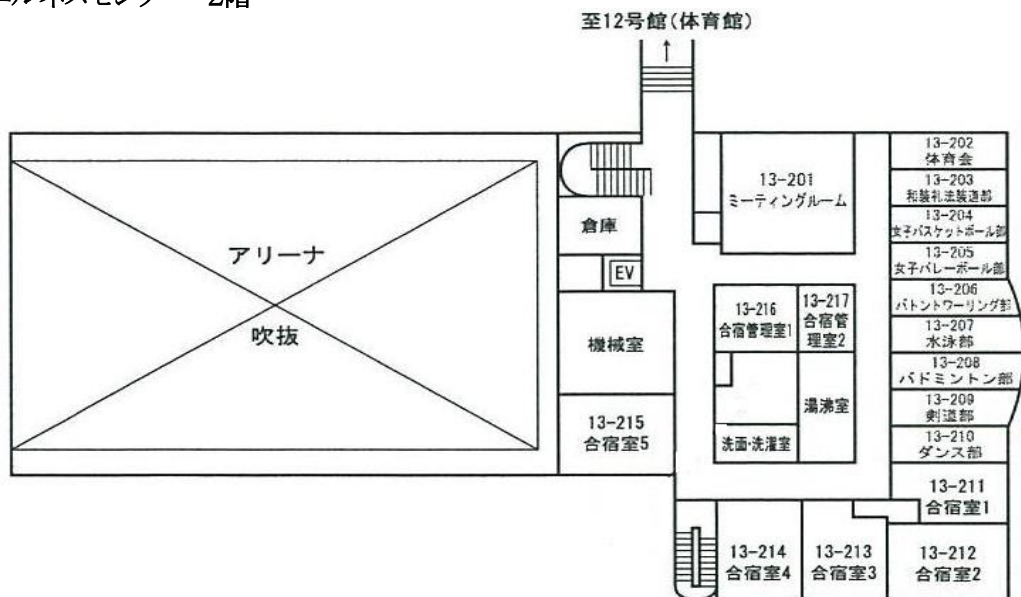 ェルネスセンター 2階
至12号館(体育館)
↑
アリーナ
吹抜
倉庫
EV
機械室
13-215
合宿室5
13-201
ミーティングルーム
13-216
合宿管理室1
13-217
合宿管
理室2
湯沸室
洗面・洗濯室
13-202
体育会
13-203
和装礼法装道部
13-204
女子バスケットボール部
13-205
女子バレーボール部
13-206
バトントワーリング部
13-207
水泳部
13-208
バドミントン部
13-209
剣道部
13-210
ダンス部
13-211
合宿室1
13-214
合宿室4
13-213
合宿室3
13-212
合宿室2